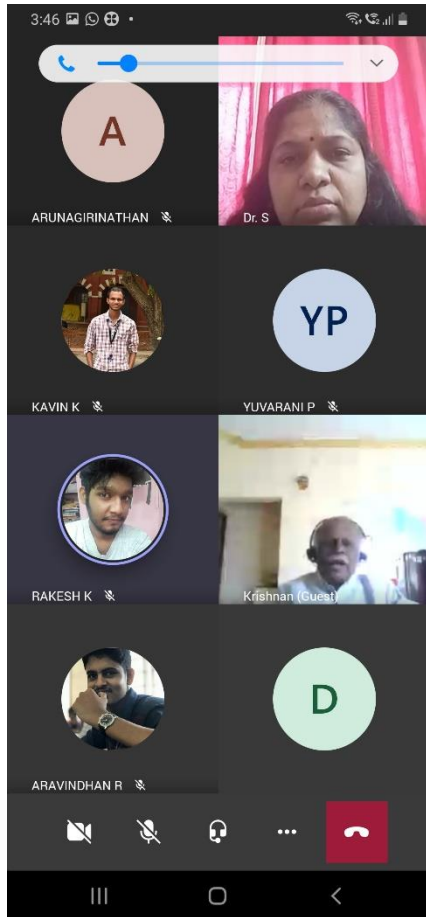 3:46
A
ARUNAGIRINATHAN
Dr. S
KAVIN K
YP
YUVARANI P
RAKESH K
Krishnan (Guest)
ARAVINDHAN R
D